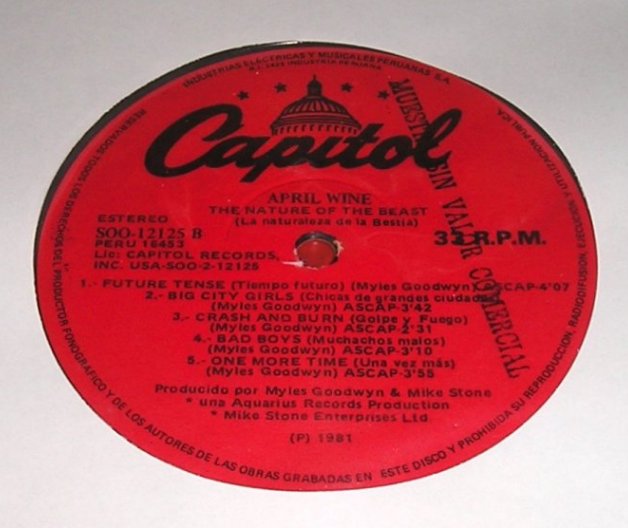 INDUSTRIAS ELECTRICAS Y MUSICALES PERUANAS S.A.
INDUSTRIA PERUANA
Capitol
APRIL WINE
THE NATURE OF THE BEAST
(La naturaleza de la Bestia)
ESTEREO
SOO-12125 B
PERU 16453
Lic: CAPITOL RECORDS,
INC. USA-SOO-2-12125
33 R.P.M.
1.- FUTURE TENSE (Tiempo futuro) (Myles Goodwyn) ASCAP-4'07
2.- BIG CITY GIRLS (Chicas de grandes ciudades)
(Myles Goodwyn) ASCAP-3'42
3.- CRASH AND BURN (Golpe y Fuego)
(Myles Goodwyn) ASCAP-2'31
4.- BAD BOYS (Muchachos malos)
(Myles Goodwyn) ASCAP-3'10
5.- ONE MORE TIME (Una vez más)
(Myles Goodwyn) ASCAP-3'55
Producido por Myles Goodwyn & Mike Stone
* una Aquarius Records Production
* Mike Stone Enterprises Ltd.
(P) 1981
RESERVADOS TODOS LOS DERECHOS DEL PRODUCTOR FONOGRAFICO Y DE LOS AUTORES DE LAS OBRAS GRABADAS EN ESTE DISCO Y PROHIBIDA SU REPRODUCCION, RADIODIFUSION, EJECUCION Y UTILIZACION PUBLICA
MUESTRA SIN VALOR COMERCIAL